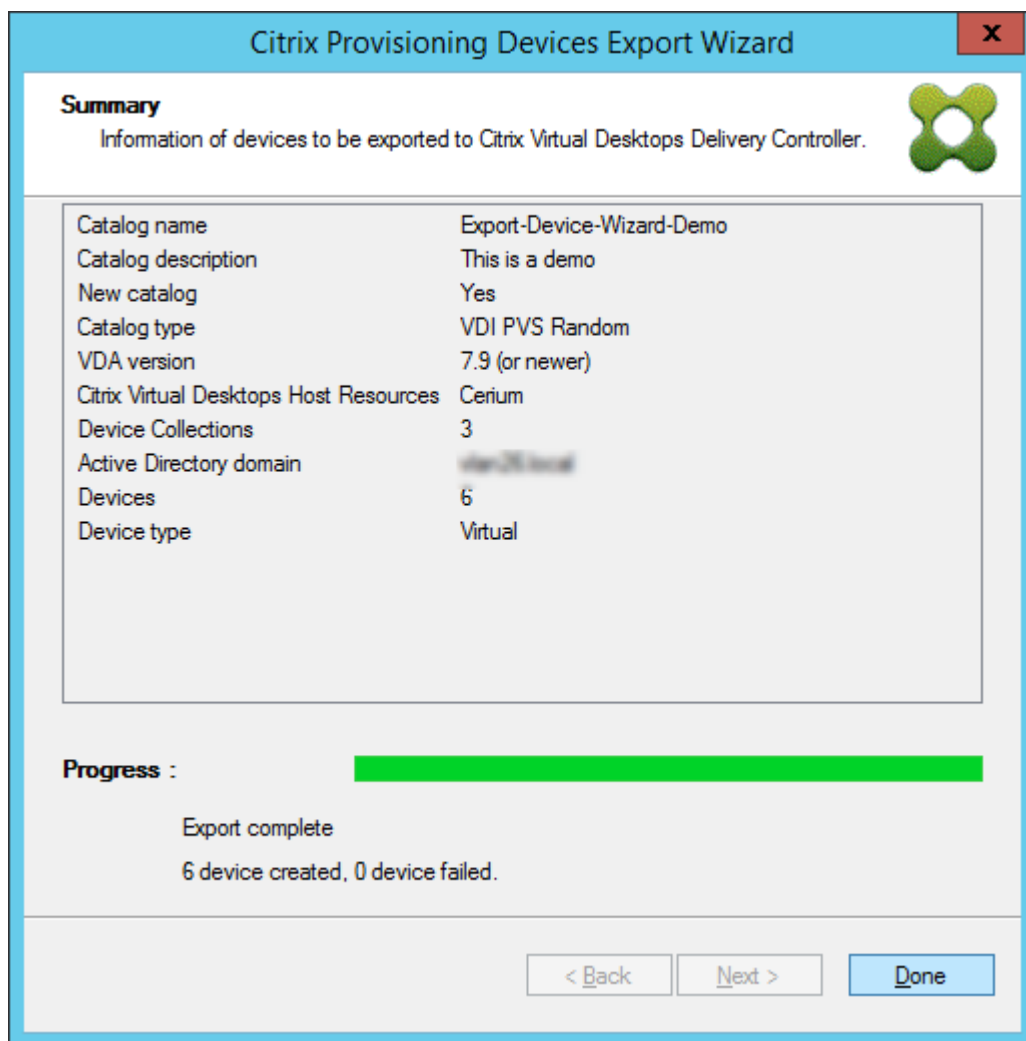 Citrix Provisioning Devices Export Wizard
x
Summary
Information of devices to be exported to Citrix Virtual Desktops Delivery Controller.
Catalog name Export-Device-Wizard-Demo
Catalog description This is a demo
New catalog Yes
Catalog type VDI PVS Random
VDA version 7.9 (or newer)
Citrix Virtual Desktops Host Resources Cerium
Device Collections 3
Active Directory domain
Devices 6
Device type Virtual
Progress :
Export complete
6 device created, 0 device failed.
< Back Next > Done